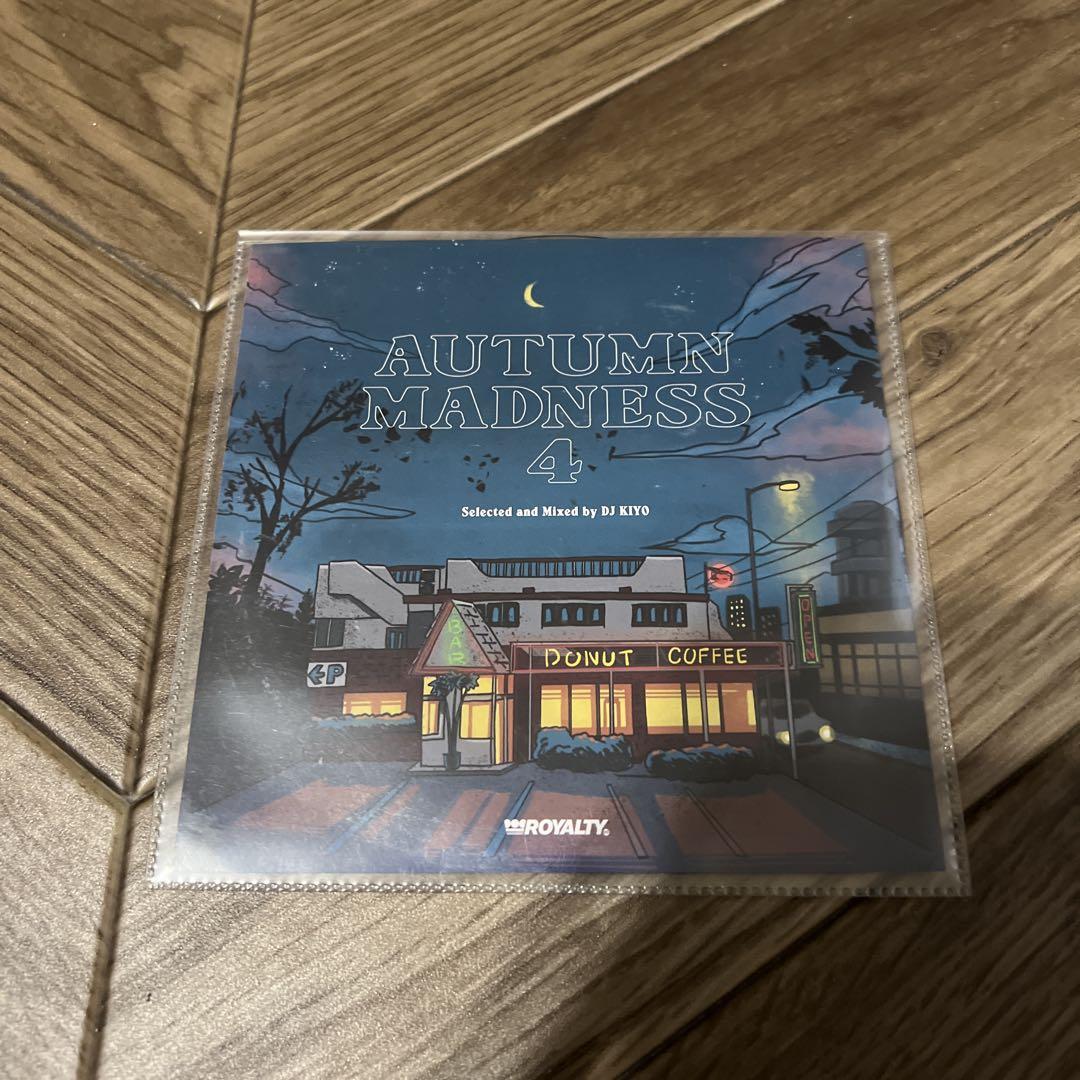 AUTUMN
MADNESS
4
Selected and Mixed by DJ KIYO
BAR
DONUT COFFEE
OPEN
P
ROYALTY